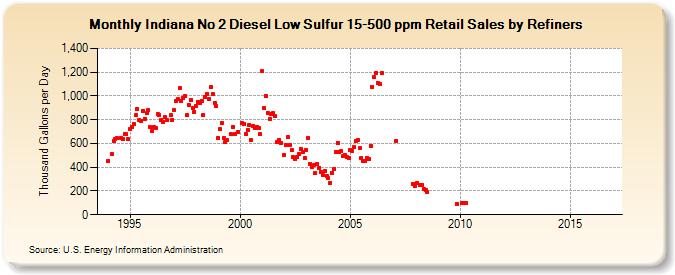 Monthly Indiana No 2 Diesel Low Sulfur 15-500 ppm Retail Sales by Refiners
Thousand Gallons per Day
1,400
1,200
1,000
800
600
400
200
0
1995 2000 2005 2010 2015
Source: U.S. Energy Information Administration